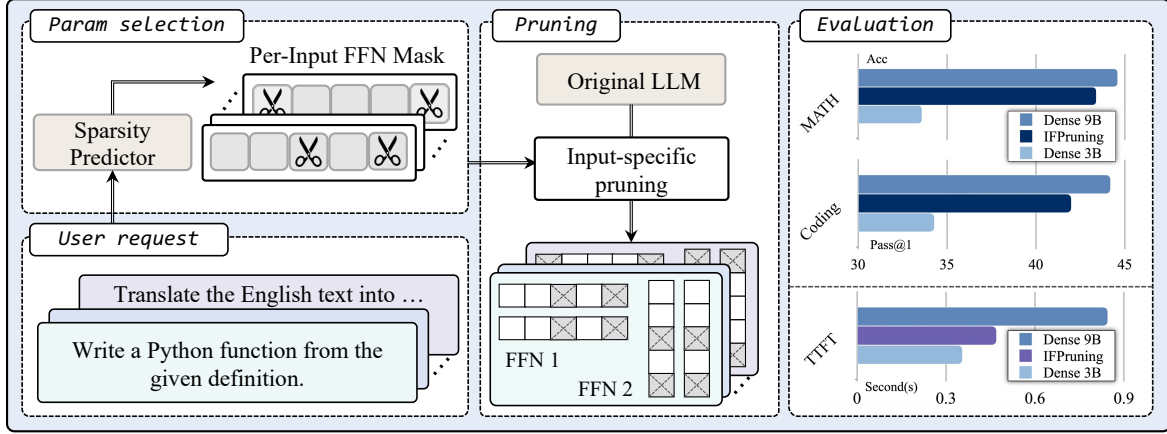 Param selection
Per-Input FFN Mask
Sparsity
Predictor
User request
Translate the English text into …
Write a Python function from the
given definition.
Pruning
Original LLM
Input-specific
pruning
FFN 1
FFN 2
Evaluation
Acc
MATH
Dense 9B
IFPruning
Dense 3B
Coding
Pass@1
30 35 40 45
TTFT
Dense 9B
IFPruning
Dense 3B
Second(s)
0 0.3 0.6 0.9